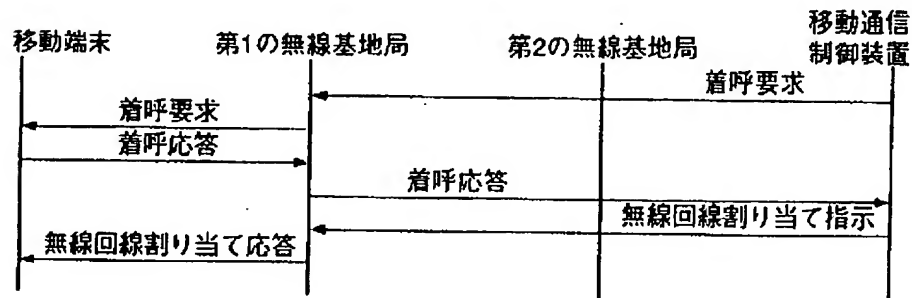 移動端末
第1の無線基地局
第2の無線基地局
移動通信
制御装置
着呼要求
着呼要求
着呼応答
着呼応答
無線回線割り当て指示
無線回線割り当て応答